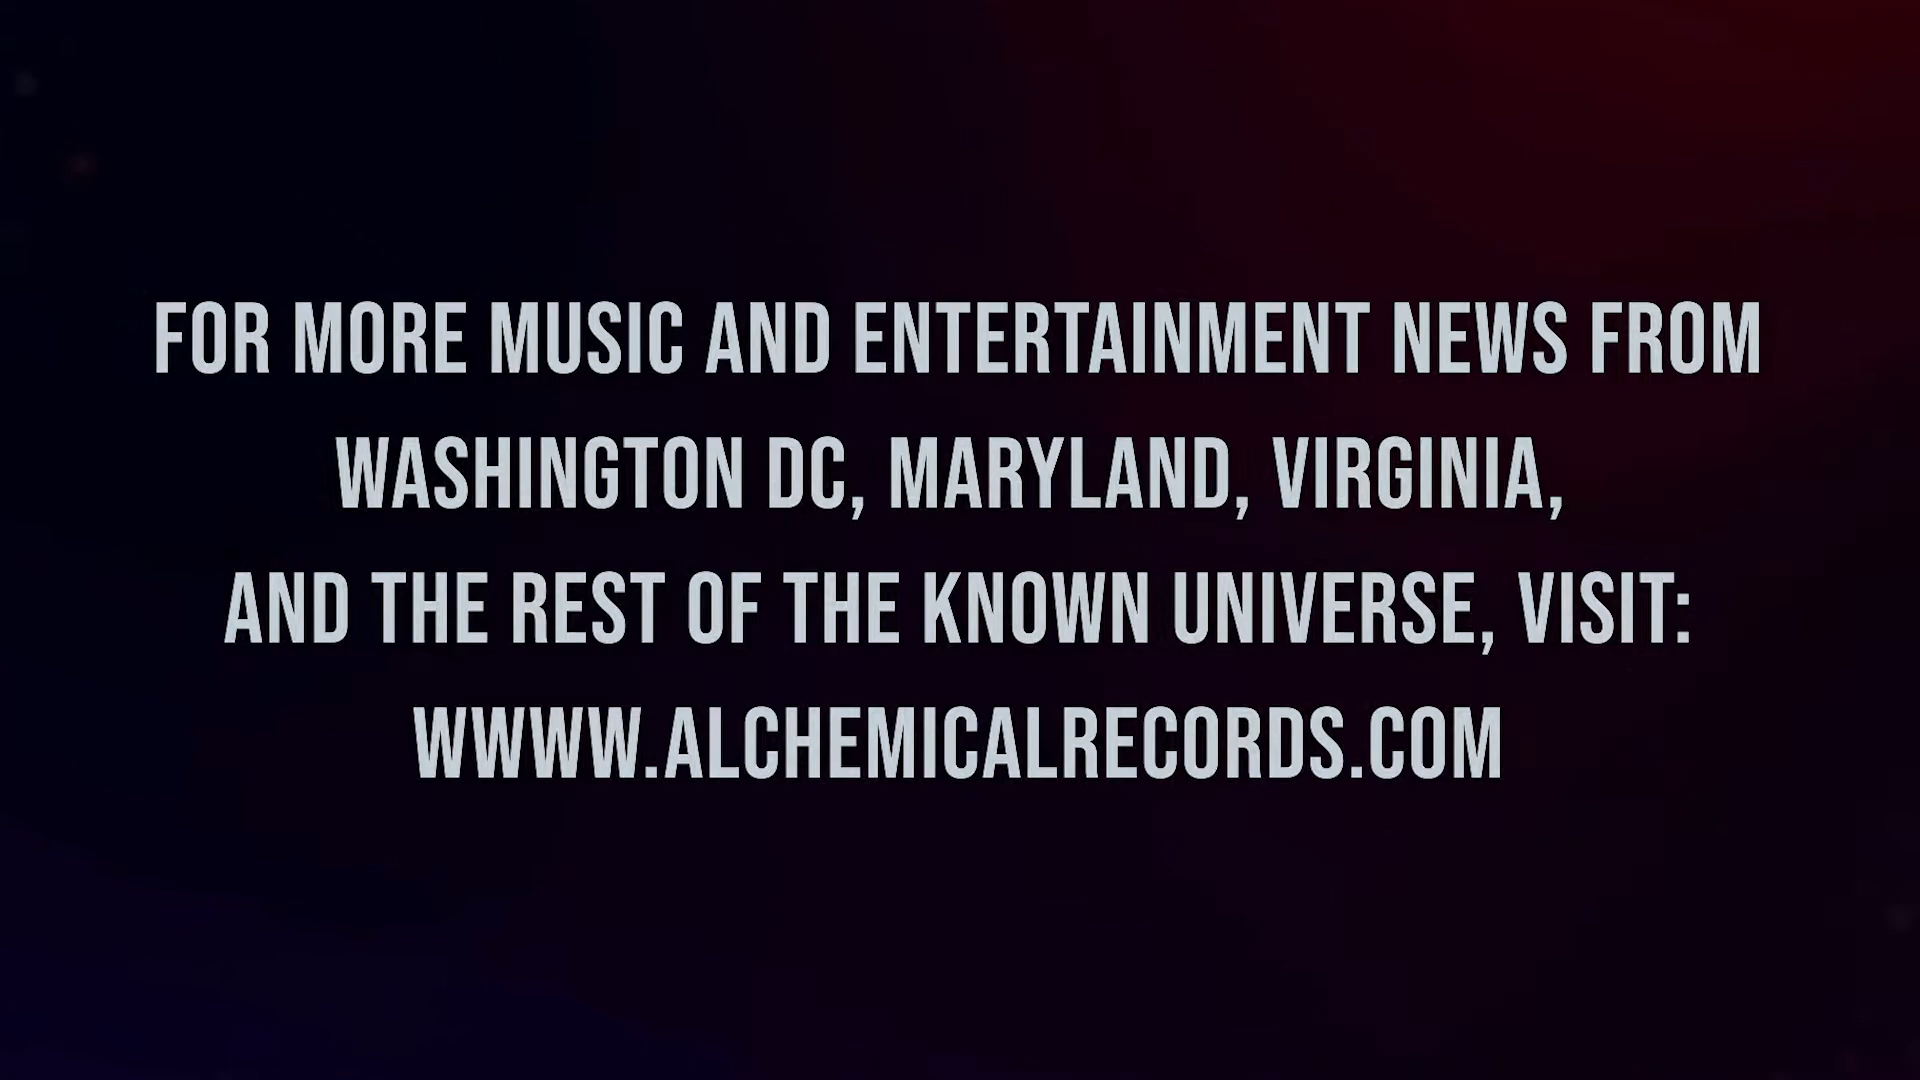 FOR MORE MUSIC AND ENTERTAINMENT NEWS FROM
WASHINGTON DC, MARYLAND, VIRGINIA,
AND THE REST OF THE KNOWN UNIVERSE, VISIT:
WWWW.ALCHEMICALRECORDS.COM